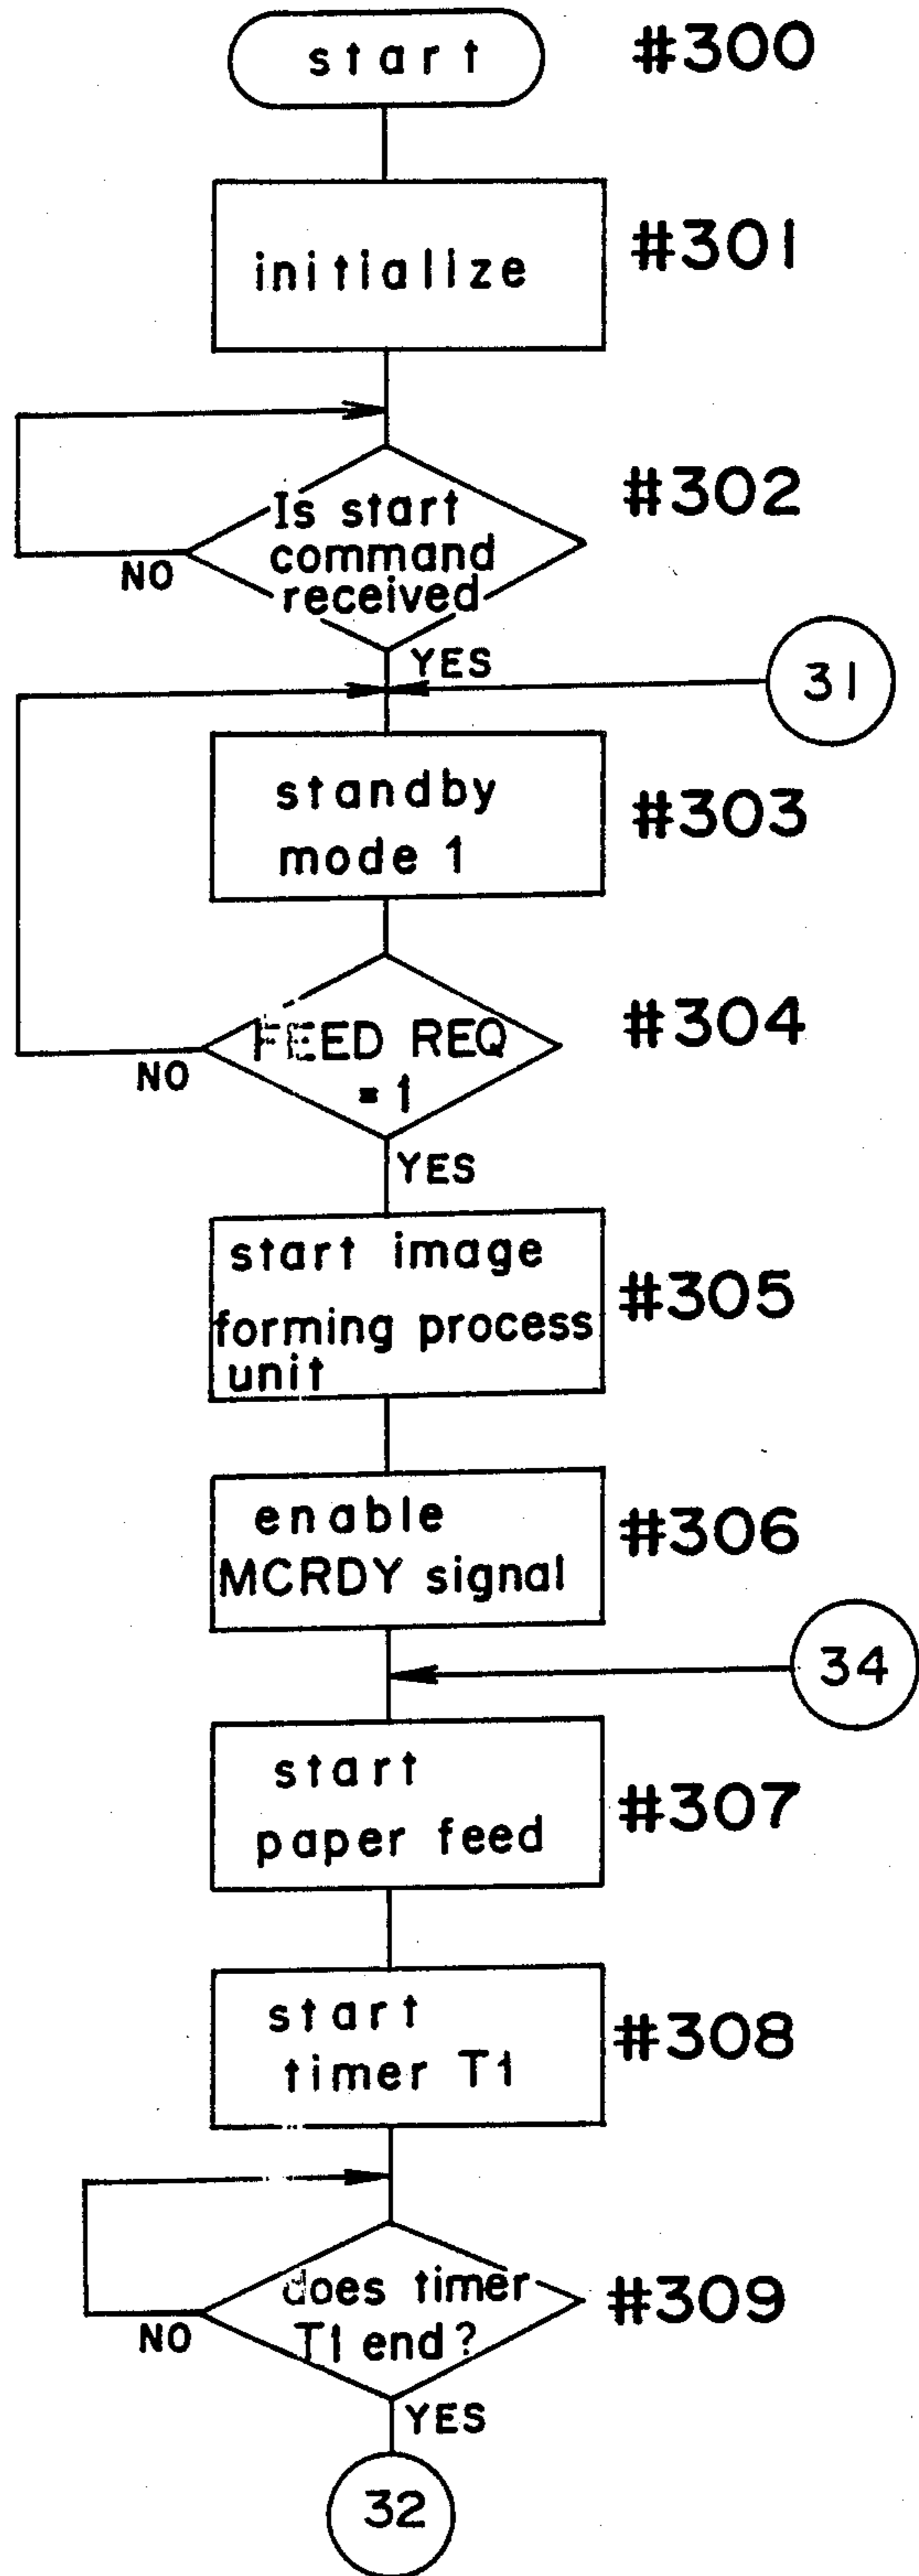 start #300
initialize #301
Is start
command
received
#302
NO
YES
31
standby
mode 1
#303
FEED REQ
= 1
#304
NO
YES
start image
forming process
unit
#305
enable
MCRDY signal
#306
34
start
paper feed
#307
start
timer T1
#308
does timer
T1 end?
#309
NO
YES
32